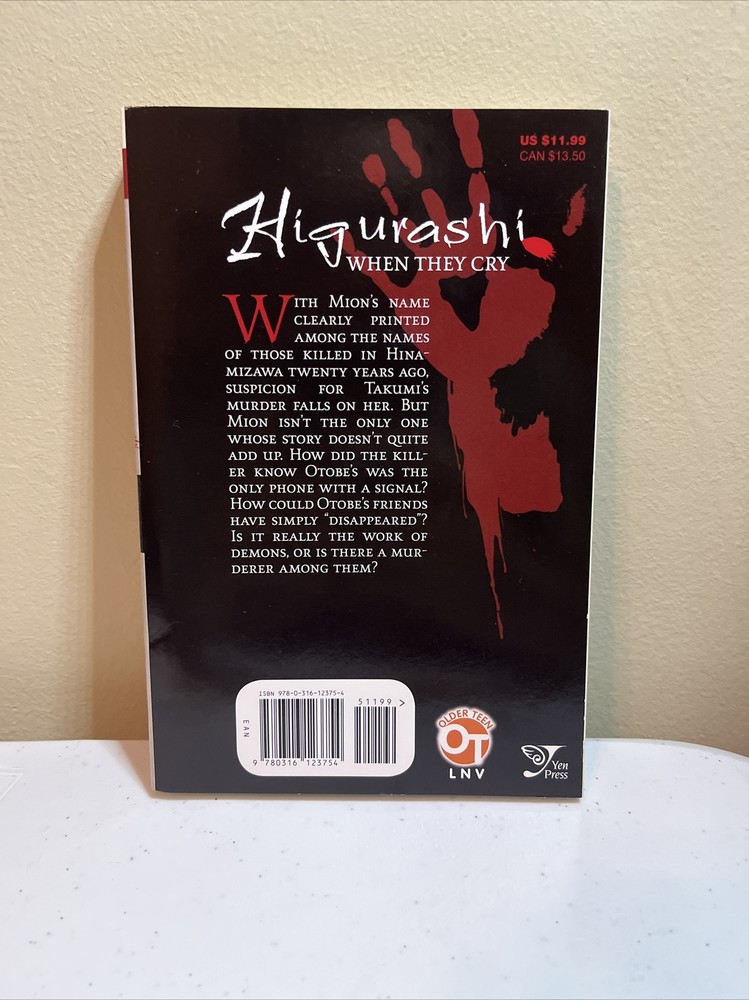 US $11.99
CAN $13.50
Higurashi
WHEN THEY CRY
WITH MION'S NAME
CLEARLY PRINTED
AMONG THE NAMES
OF THOSE KILLED IN HINA-
MIZAWA TWENTY YEARS AGO,
SUSPICION FOR TAKUMI'S
MURDER FALLS ON HER. BUT
MION ISN'T THE ONLY ONE
WHOSE STORY DOESN'T QUITE
ADD UP. HOW DID THE KILL-
ER KNOW OTOBE'S WAS THE
ONLY PHONE WITH A SIGNAL?
HOW COULD OTOBE'S FRIENDS
HAVE SIMPLY "DISAPPEARED"?
IS IT REALLY THE WORK OF
DEMONS, OR IS THERE A MUR-
DERER AMONG THEM?
ISBN 978-0-316-12375-4
51199 >
EAN
9 780316 123754
OLDER TEEN
OT
LNV
Yen
Press